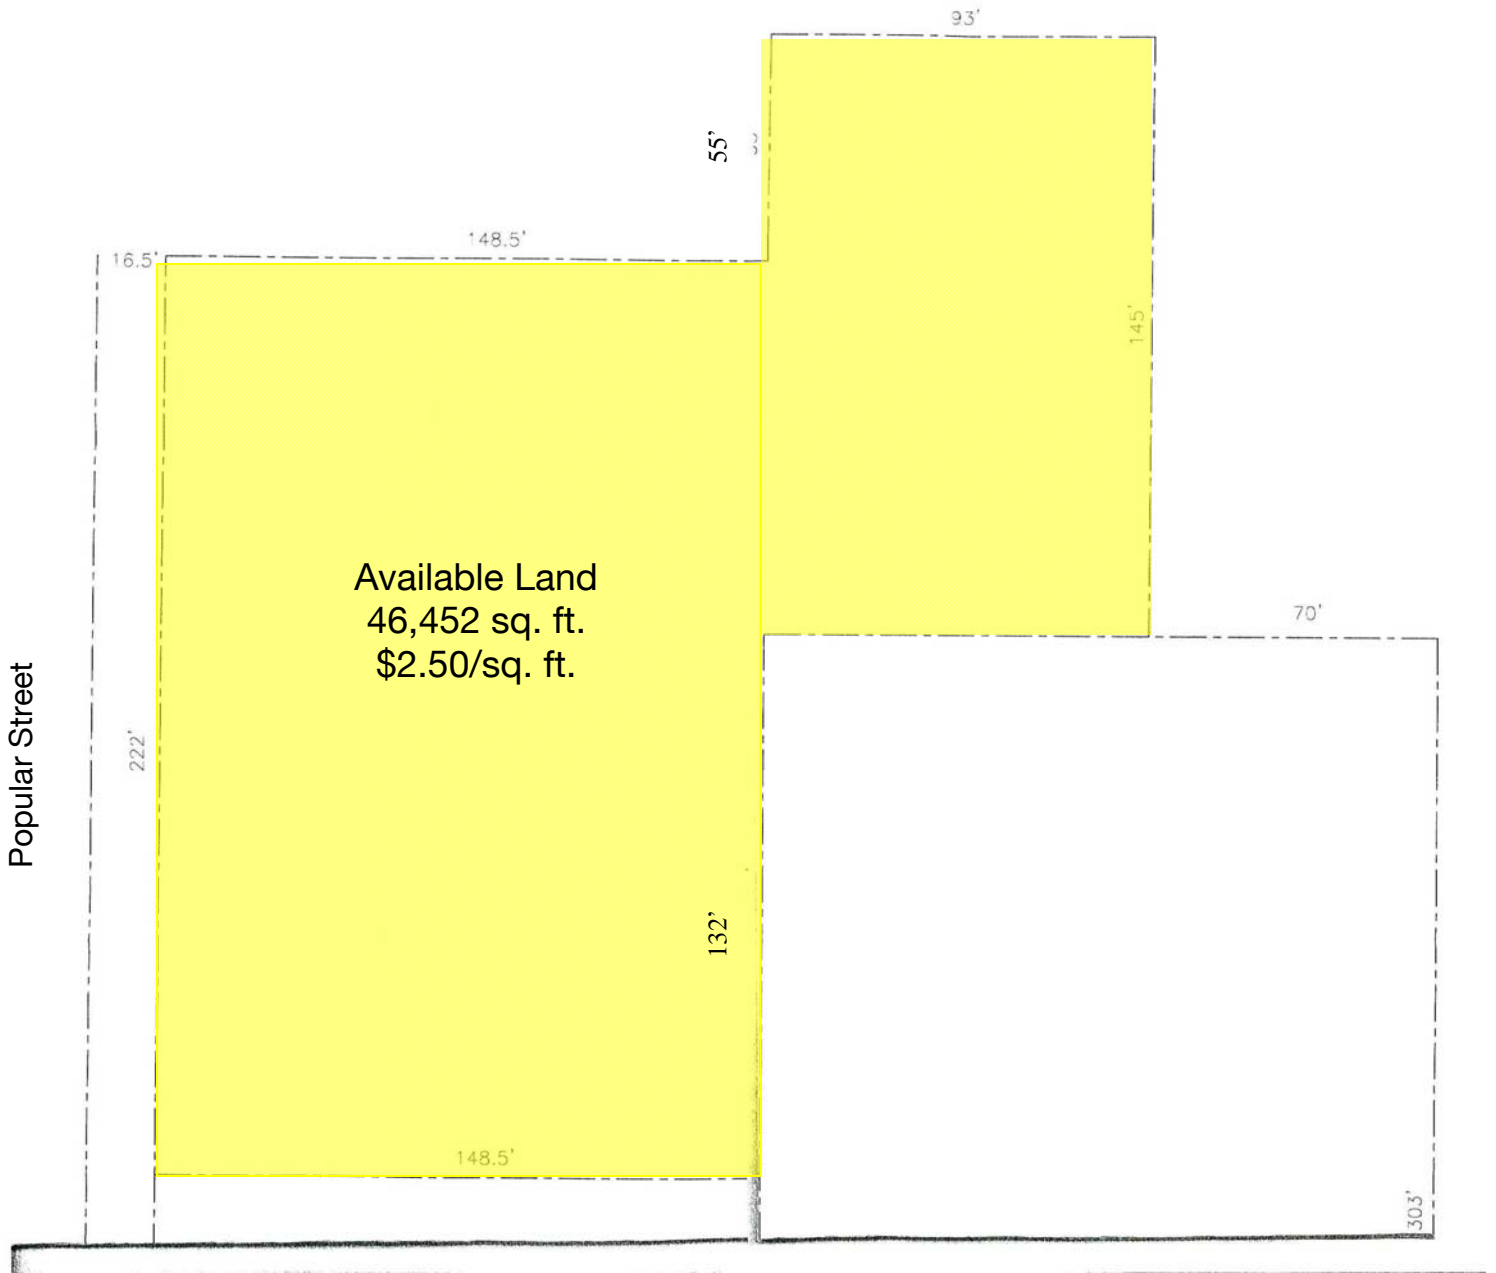 93'
55’
148.5'
16.5'
145'
Available Land
46,452 sq. ft.
$2.50/sq. ft.
70'
Popular Street
222'
132’
148.5'
303'